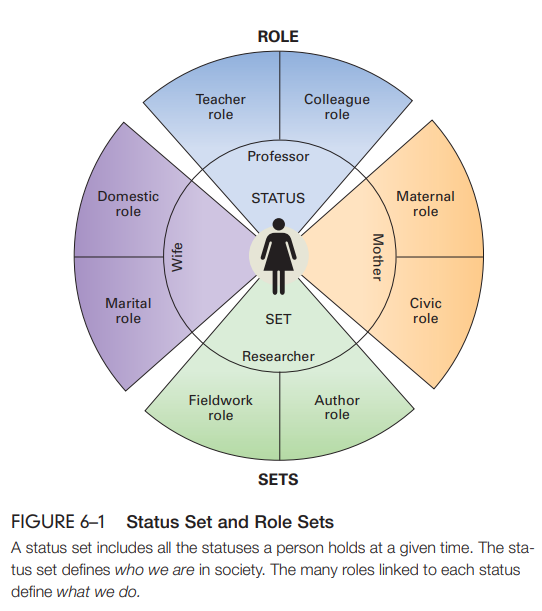 ROLE
Teacher
role
Colleague
role
Professor
STATUS
Domestic
role
Maternal
role
Wife
Mother
Marital
role
Civic
role
SET
Researcher
Fieldwork
role
Author
role
SETS
FIGURE 6–1 Status Set and Role Sets
A status set includes all the statuses a person holds at a given time. The sta-
tus set defines who we are in society. The many roles linked to each status
define what we do.